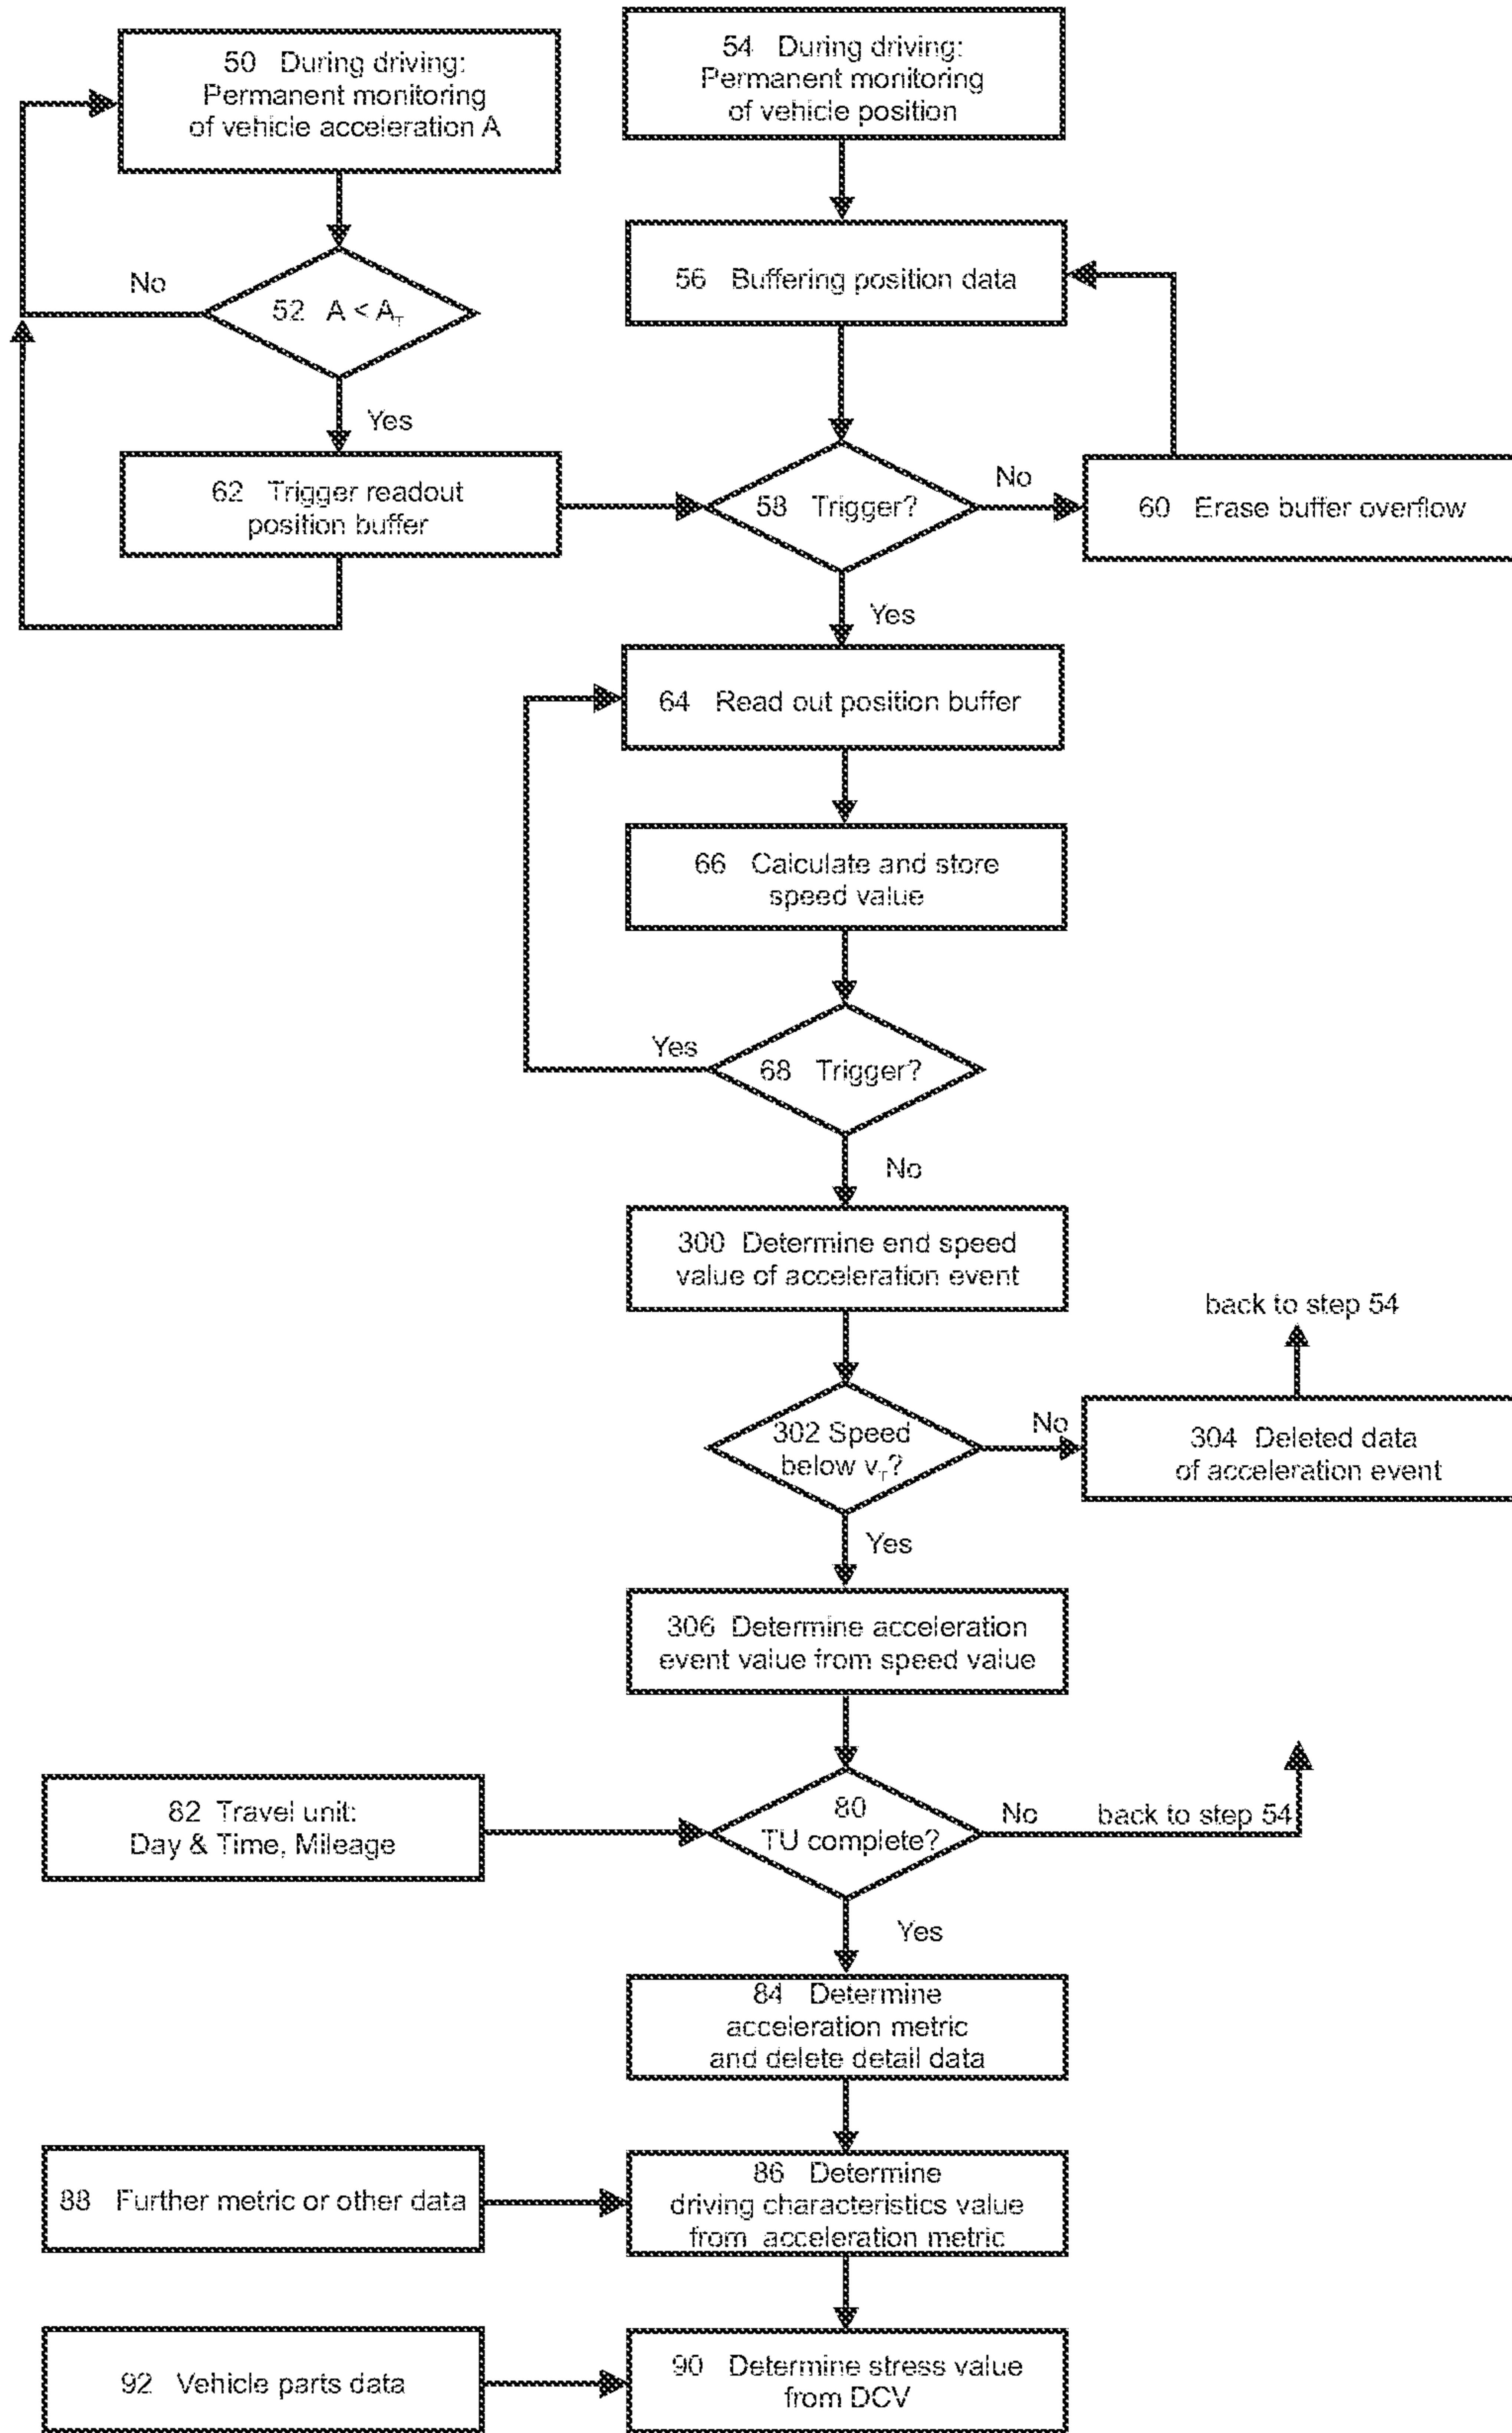 50 During driving:
Permanent monitoring
of vehicle acceleration A
54 During driving:
Permanent monitoring
of vehicle position
No
52 A < A_T
56 Buffering position data
Yes
62 Trigger readout
position buffer
58 Trigger?
No
60 Erase buffer overflow
Yes
64 Read out position buffer
66 Calculate and store
speed value
Yes
68 Trigger?
No
300 Determine end speed
value of acceleration event
back to step 54
302 Speed
below v_T?
No
304 Deleted data
of acceleration event
Yes
306 Determine acceleration
event value from speed value
82 Travel unit:
Day & Time, Mileage
80
TU complete?
No
back to step 54
Yes
84 Determine
acceleration metric
and delete detail data
88 Further metric or other data
86 Determine
driving characteristics value
from acceleration metric
92 Vehicle parts data
90 Determine stress value
from DCV